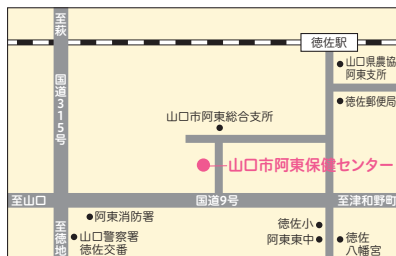 至萩
徳佐駅
山口県農協
阿東支所
国道315号
徳佐郵便局
山口市阿東総合支所
山口市阿東保健センター
至山口
国道9号
至津和野町
阿東消防署
至徳地
山口警察署
徳佐交番
徳佐小
阿東東中
徳佐
八幡宮